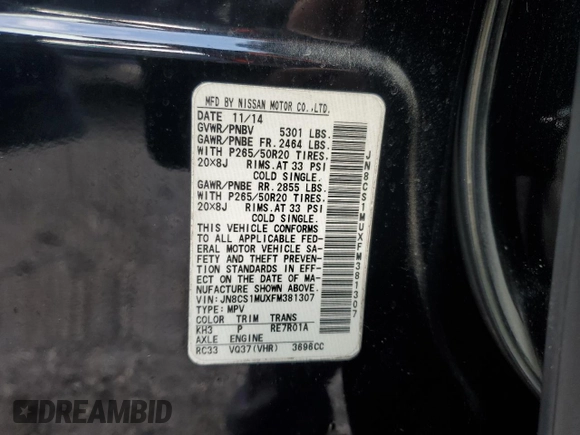 MFD BY NISSAN MOTOR CO.,LTD.
DATE 11/14
GVWR/PNBV 5301 LBS.
GAWR/PNBE FR. 2464 LBS.
WITH P265/50R20 TIRES.
20×8J RIMS.AT 33 PSI
COLD SINGLE.
GAWR/PNBE RR. 2855 LBS.
WITH P265/50R20 TIRES.
20×8J RIMS.AT 33 PSI
COLD SINGLE.
THIS VEHICLE CONFORMS
TO ALL APPLICABLE FED-
ERAL MOTOR VEHICLE SA-
FETY AND THEFT PREVEN-
TION STANDARDS IN EFF-
ECT ON THE DATE OF MA-
NUFACTURE SHOWN ABOVE.
VIN:JN8CS1MUXFM381307
TYPE:MPV
COLOR TRIM TRANS
KH3 P RE7R01A
AXLE ENGINE
RC33 VQ37(VHR) 3696CC
JN8CS1MUXFM381307
DREAMBID